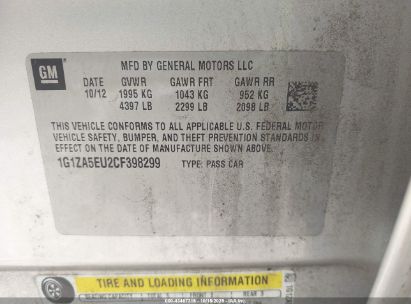 GM
MFD BY GENERAL MOTORS LLC
DATE GVWR GAWR FRT GAWR RR
10/12 1995 KG 1043 KG 952 KG
4397 LB 2299 LB 2098 LB
THIS VEHICLE CONFORMS TO ALL APPLICABLE U.S. FEDERAL MOTOR
VEHICLE SAFETY, BUMPER, AND THEFT PREVENTION STANDARDS IN
EFFECT ON THE DATE OF MANUFACTURE SHOWN ABOVE.
1G1ZA5EU2CF398299 TYPE: PASS CAR
TIRE AND LOADING INFORMATION
SEATING CAPACITY